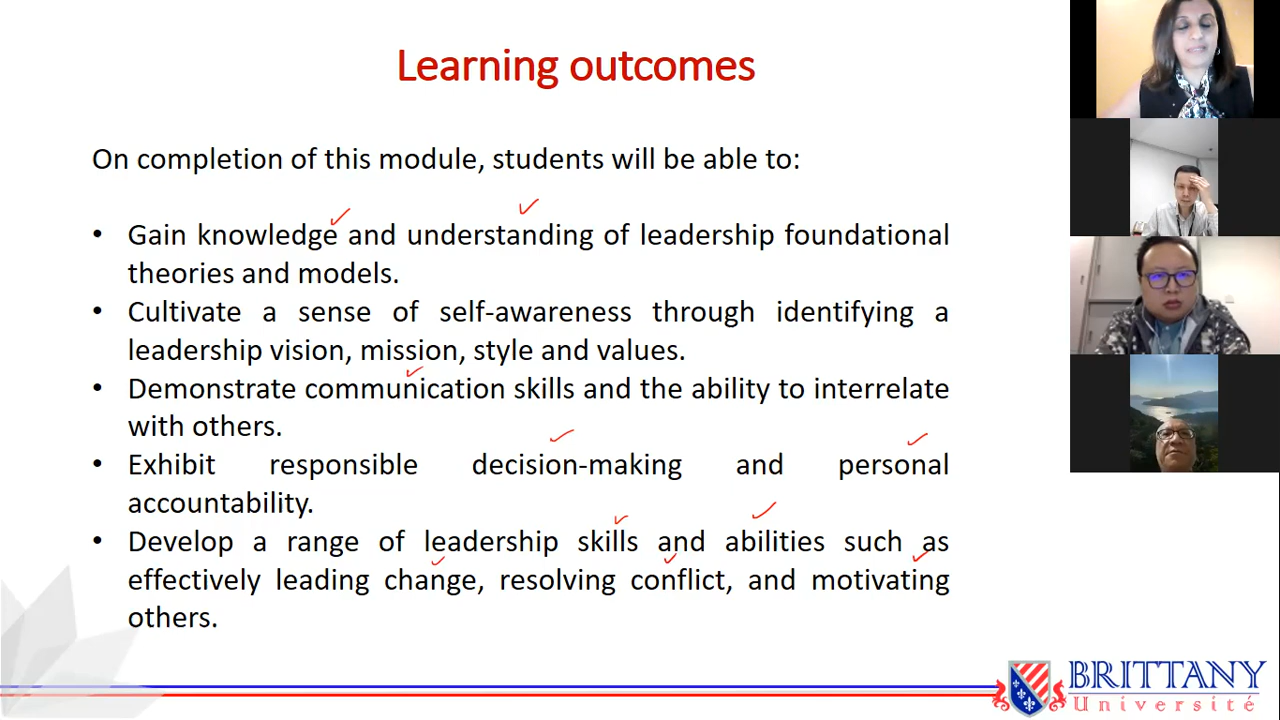 Learning outcomes
On completion of this module, students will be able to:
• Gain knowledge and understanding of leadership foundational
theories and models.
• Cultivate a sense of self-awareness through identifying a
leadership vision, mission, style and values.
• Demonstrate communication skills and the ability to interrelate
with others.
• Exhibit responsible decision-making and personal
accountability.
• Develop a range of leadership skills and abilities such as
effectively leading change, resolving conflict, and motivating
others.
BRITTANY
Université